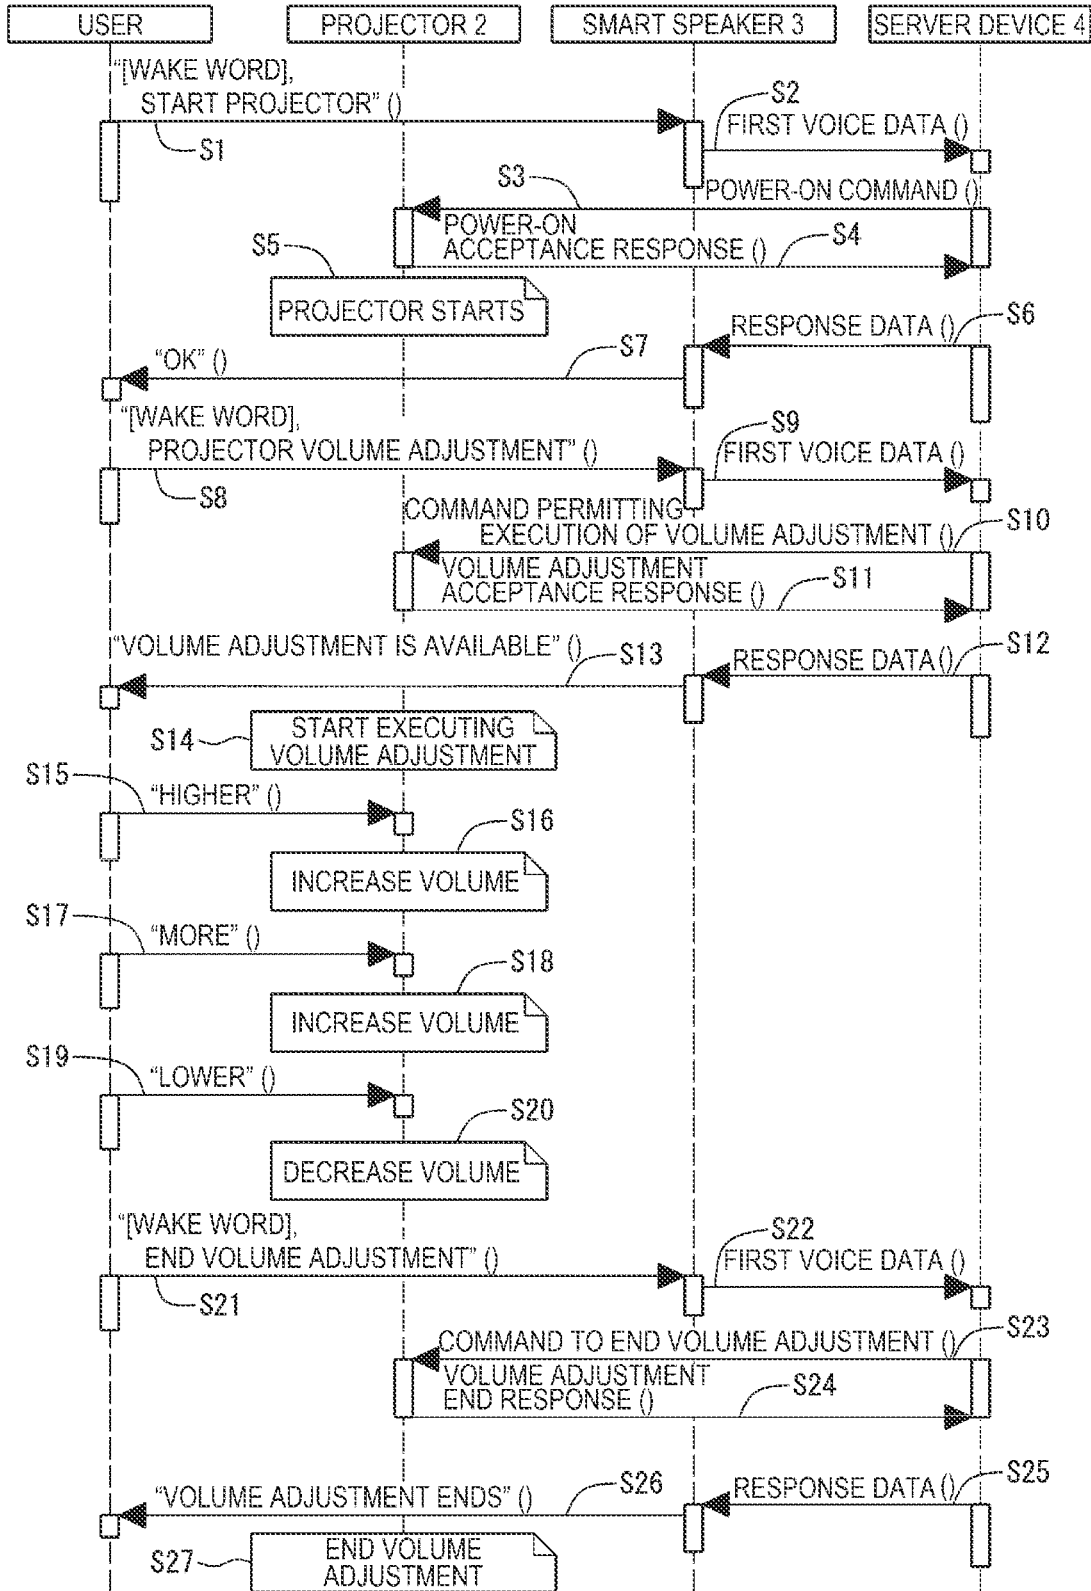 USER
PROJECTOR 2
SMART SPEAKER 3
SERVER DEVICE 4
“[WAKE WORD],
START PROJECTOR” ()
S1
S2
FIRST VOICE DATA ()
S3
POWER-ON COMMAND ()
POWER-ON
ACCEPTANCE RESPONSE ()
S4
S5
PROJECTOR STARTS
RESPONSE DATA ()
S6
“OK” ()
S7
“[WAKE WORD],
PROJECTOR VOLUME ADJUSTMENT” ()
S8
S9
FIRST VOICE DATA ()
COMMAND PERMITTING
EXECUTION OF VOLUME ADJUSTMENT ()
S10
VOLUME ADJUSTMENT
ACCEPTANCE RESPONSE ()
S11
“VOLUME ADJUSTMENT IS AVAILABLE” ()
S13
RESPONSE DATA ()
S12
S14
START EXECUTING
VOLUME ADJUSTMENT
S15
“HIGHER” ()
S16
INCREASE VOLUME
S17
“MORE” ()
S18
INCREASE VOLUME
S19
“LOWER” ()
S20
DECREASE VOLUME
“[WAKE WORD],
END VOLUME ADJUSTMENT” ()
S21
S22
FIRST VOICE DATA ()
COMMAND TO END VOLUME ADJUSTMENT ()
S23
VOLUME ADJUSTMENT
END RESPONSE ()
S24
“VOLUME ADJUSTMENT ENDS” ()
S26
RESPONSE DATA ()
S25
S27
END VOLUME
ADJUSTMENT